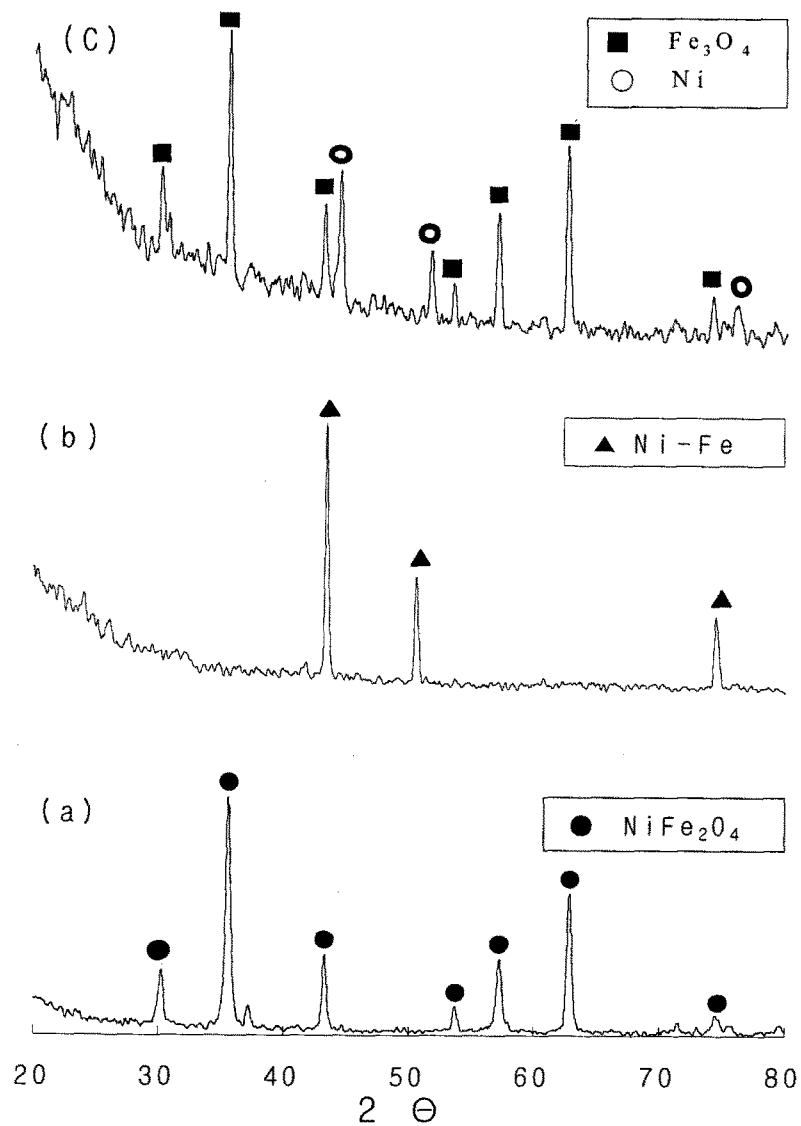 (C)
■ Fe₃O₄
○ Ni
(b)
▲ Ni-Fe
(a)
● NiFe₂O₄
20 30 40 50 60 70 80
2 Θ